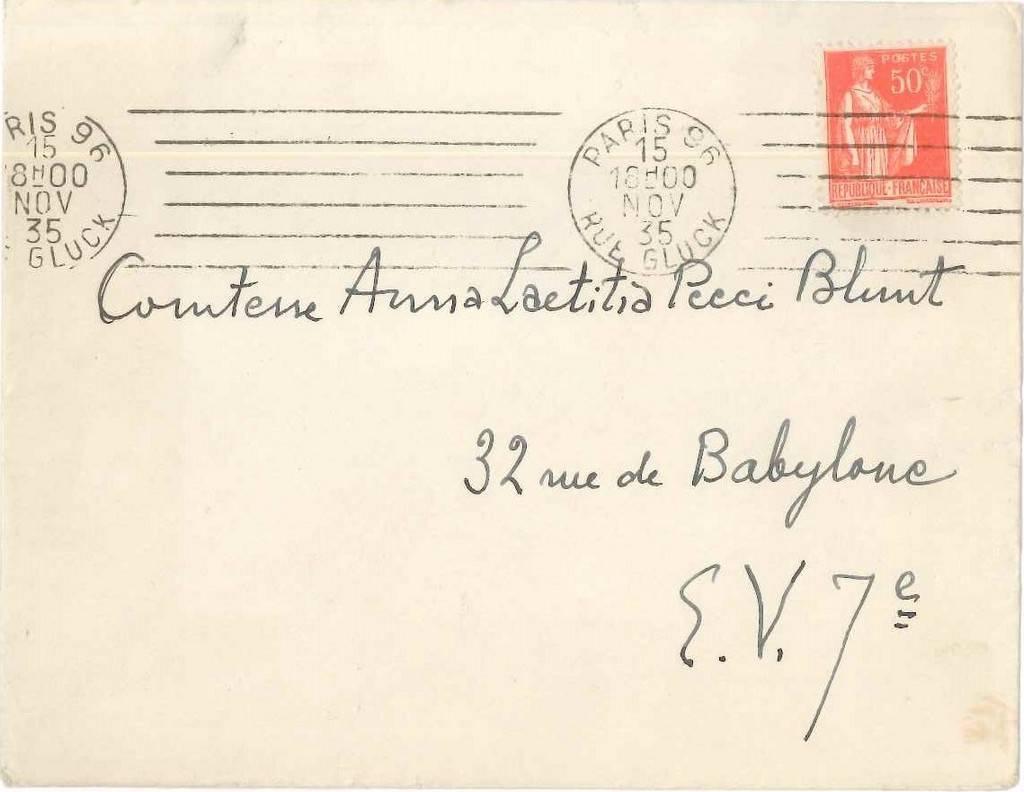 POSTES
50c
REPUBLIQUE-FRANÇAISE
RIS 96
15
18H00
NOV
35
GLUCK
PARIS 96
15
18H00
NOV
35
RUE GLUCK
Comtesse Anna Laetitia Pecci Blunt
32 rue de Babylone
E.V. 7e